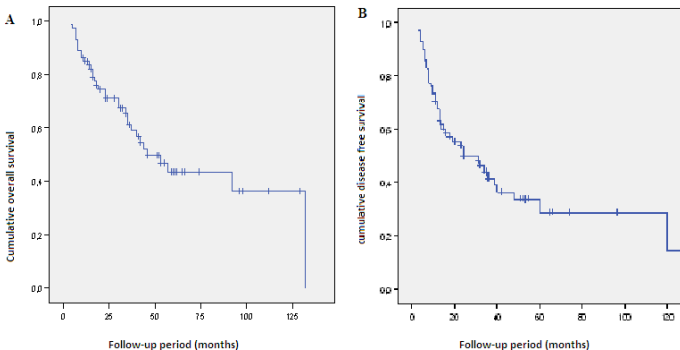 A
Cumulative overall survival
1,0
0,8
0,6
0,4
0,2
0,0
0 25 50 75 100 125
Follow-up period (months)
B
cumulative disease free survival
1,0
0,8
0,6
0,4
0,2
0,0
0 20 40 60 80 100 120
Follow-up period (months)